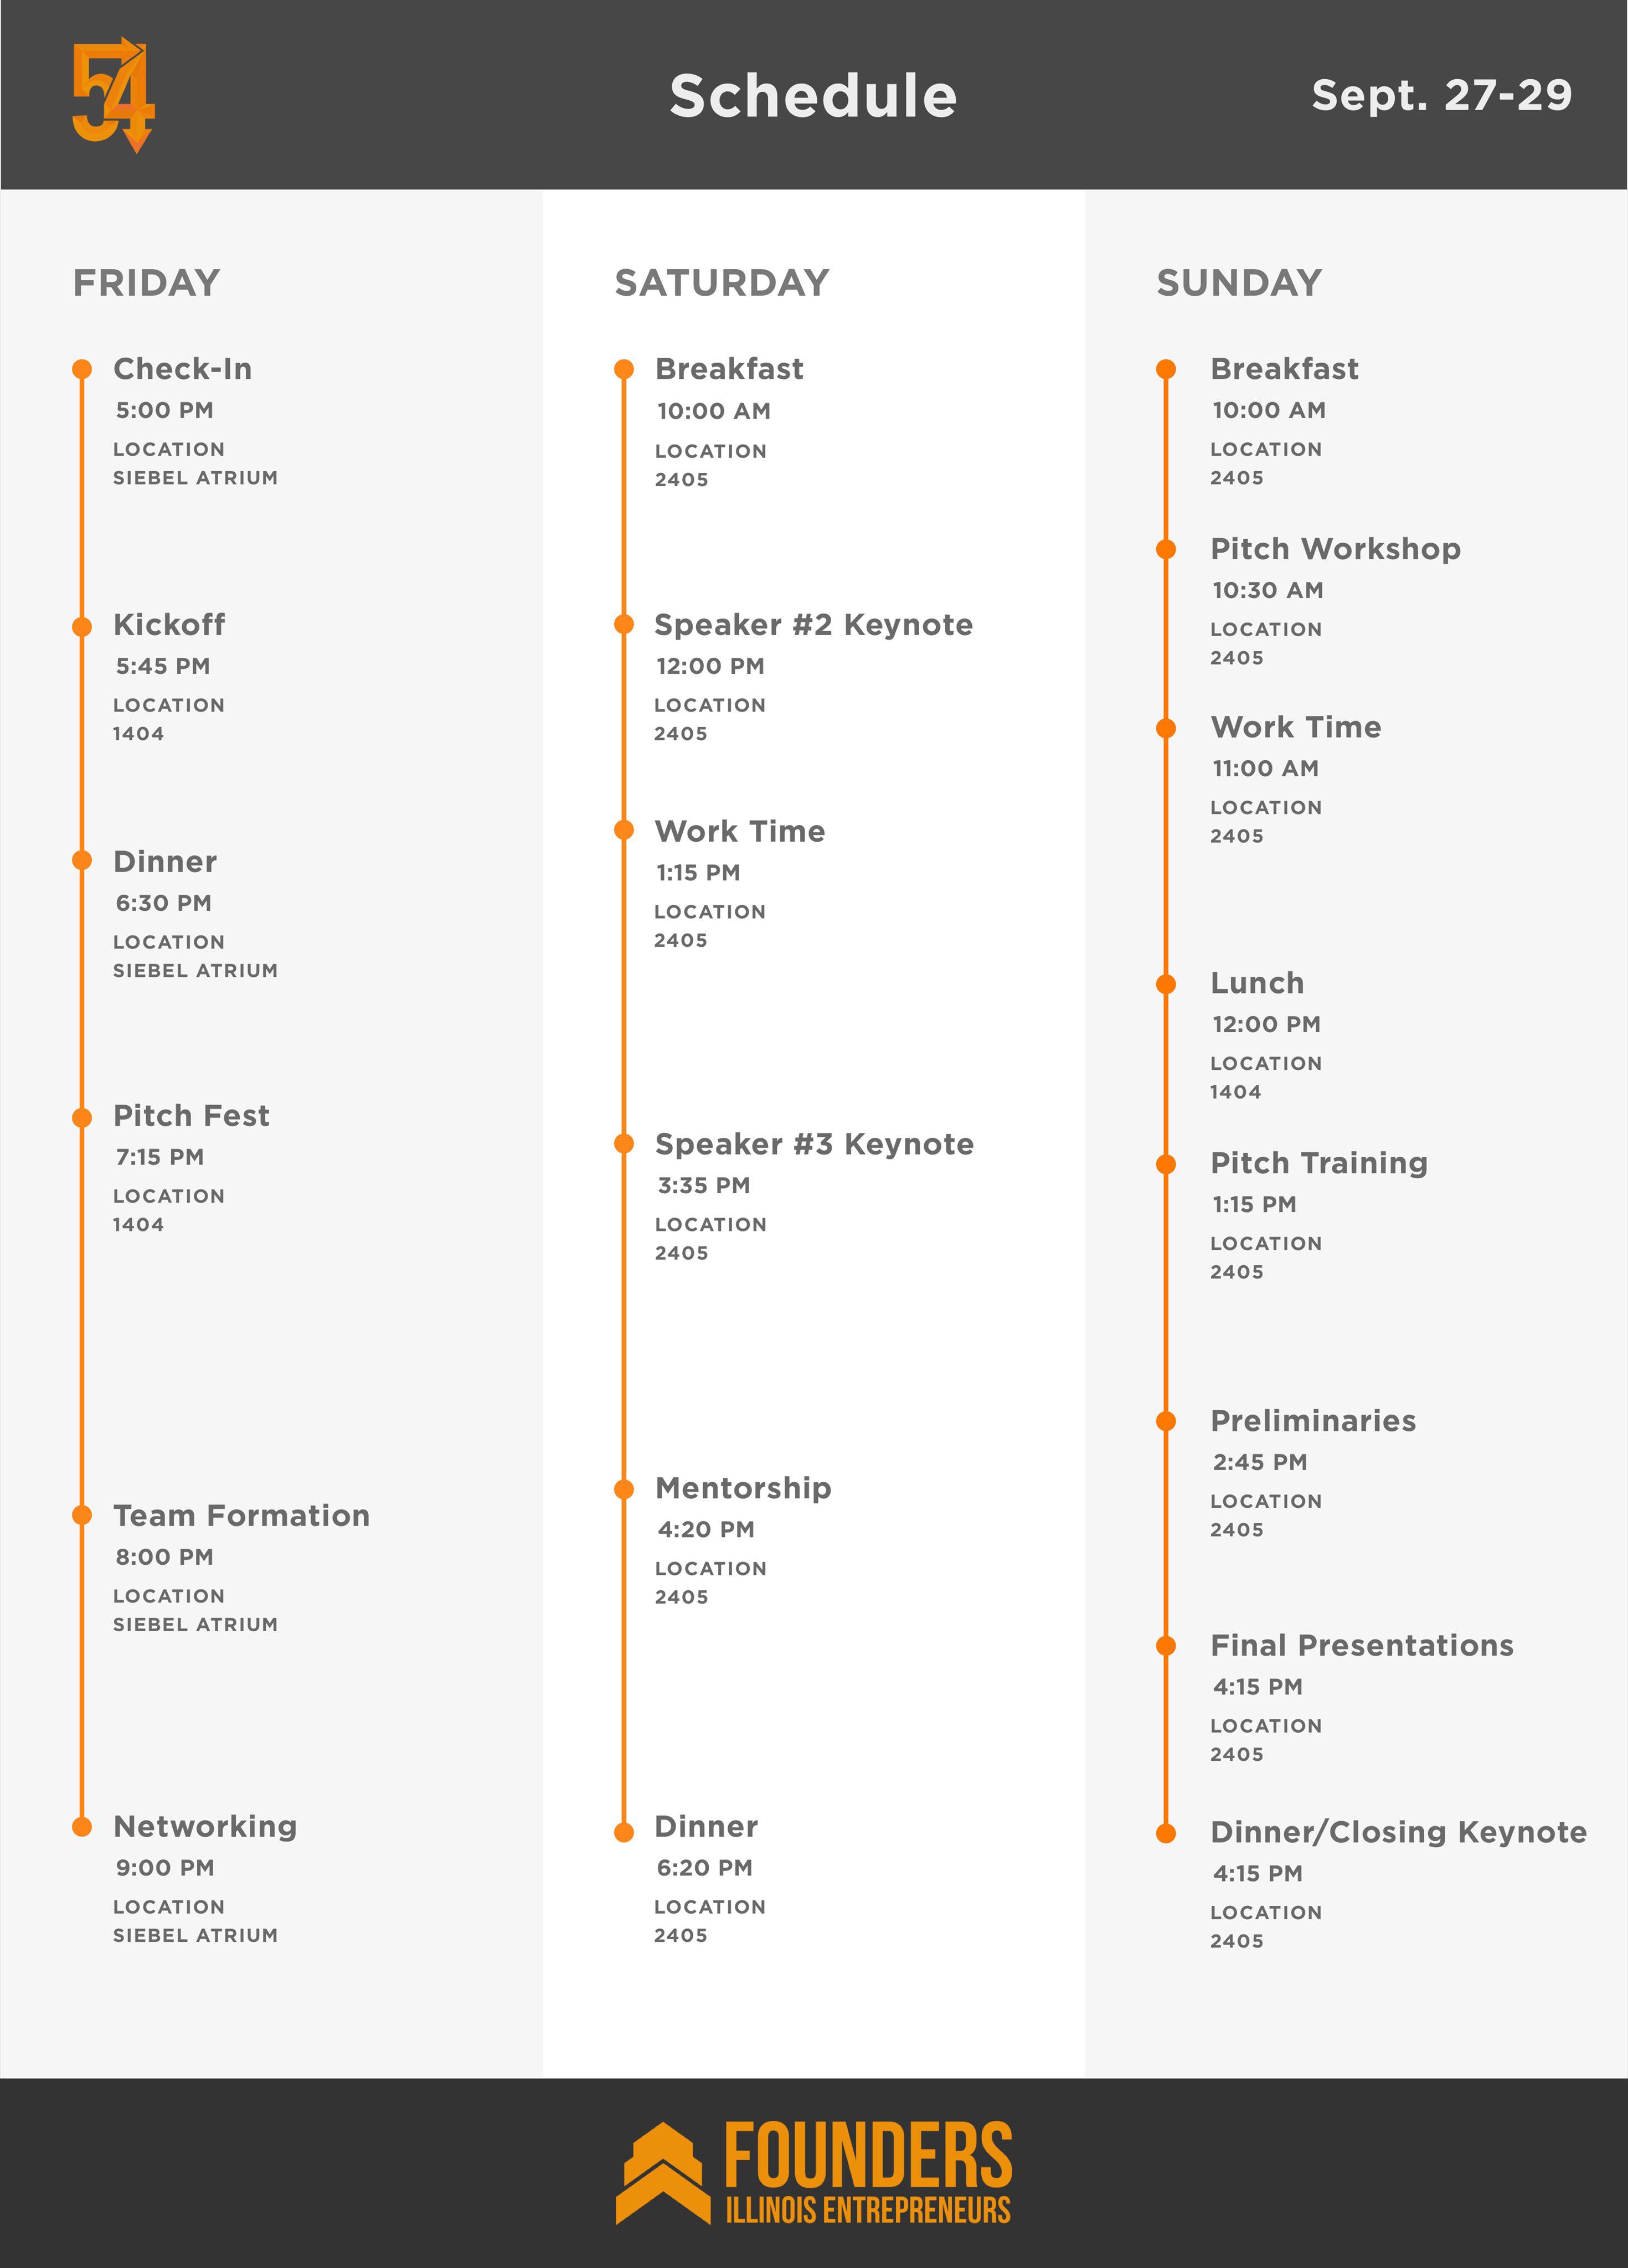 54
Schedule
Sept. 27-29
FRIDAY
Check-In
5:00 PM
LOCATION
SIEBEL ATRIUM
Kickoff
5:45 PM
LOCATION
1404
Dinner
6:30 PM
LOCATION
SIEBEL ATRIUM
Pitch Fest
7:15 PM
LOCATION
1404
Team Formation
8:00 PM
LOCATION
SIEBEL ATRIUM
Networking
9:00 PM
LOCATION
SIEBEL ATRIUM
SATURDAY
Breakfast
10:00 AM
LOCATION
2405
Speaker #2 Keynote
12:00 PM
LOCATION
2405
Work Time
1:15 PM
LOCATION
2405
Speaker #3 Keynote
3:35 PM
LOCATION
2405
Mentorship
4:20 PM
LOCATION
2405
Dinner
6:20 PM
LOCATION
2405
SUNDAY
Breakfast
10:00 AM
LOCATION
2405
Pitch Workshop
10:30 AM
LOCATION
2405
Work Time
11:00 AM
LOCATION
2405
Lunch
12:00 PM
LOCATION
1404
Pitch Training
1:15 PM
LOCATION
2405
Preliminaries
2:45 PM
LOCATION
2405
Final Presentations
4:15 PM
LOCATION
2405
Dinner/Closing Keynote
4:15 PM
LOCATION
2405
FOUNDERS
ILLINOIS ENTREPRENEURS